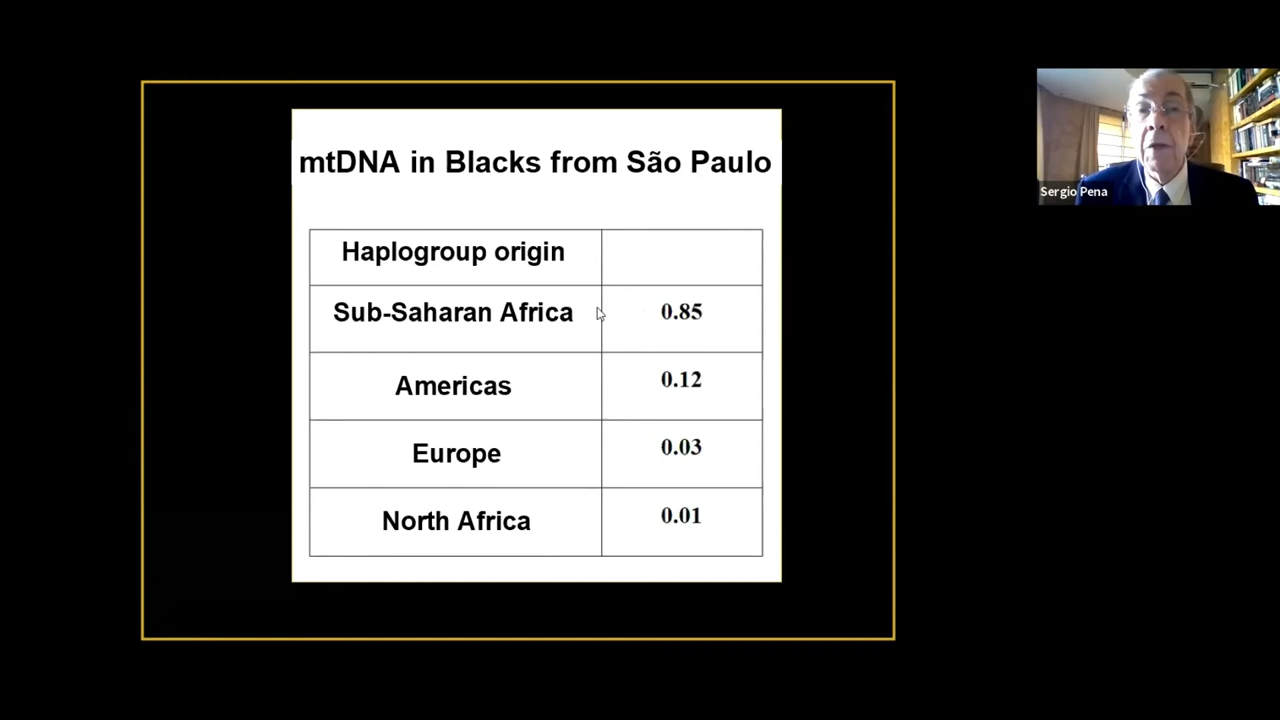 mtDNA in Blacks from São Paulo
Haplogroup origin
Sub-Saharan Africa 0.85
Americas 0.12
Europe 0.03
North Africa 0.01
Sergio Pena